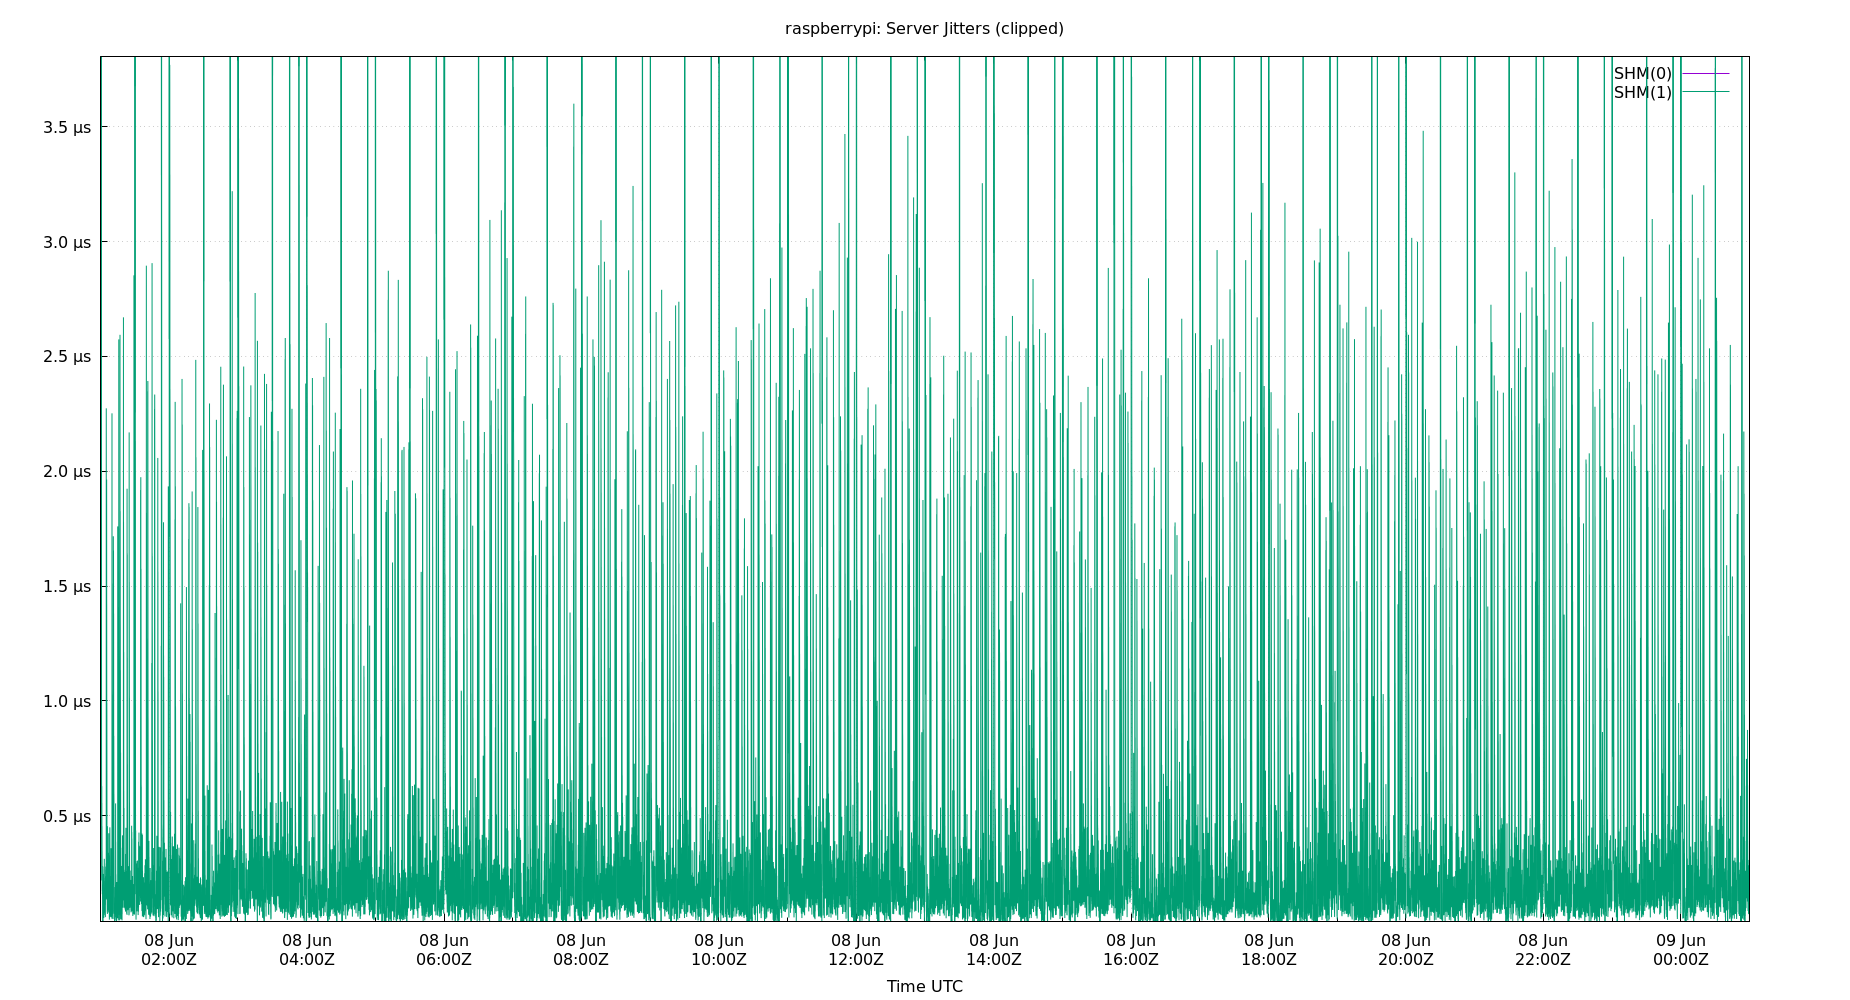 raspberrypi: Server Jitters (clipped)
SHM(0)
SHM(1)
3.5 µs
3.0 µs
2.5 µs
2.0 µs
1.5 µs
1.0 µs
0.5 µs
08 Jun 08 Jun 08 Jun 08 Jun 08 Jun 08 Jun 08 Jun 08 Jun 08 Jun 08 Jun 08 Jun 09 Jun
02:00Z 04:00Z 06:00Z 08:00Z 10:00Z 12:00Z 14:00Z 16:00Z 18:00Z 20:00Z 22:00Z 00:00Z
Time UTC